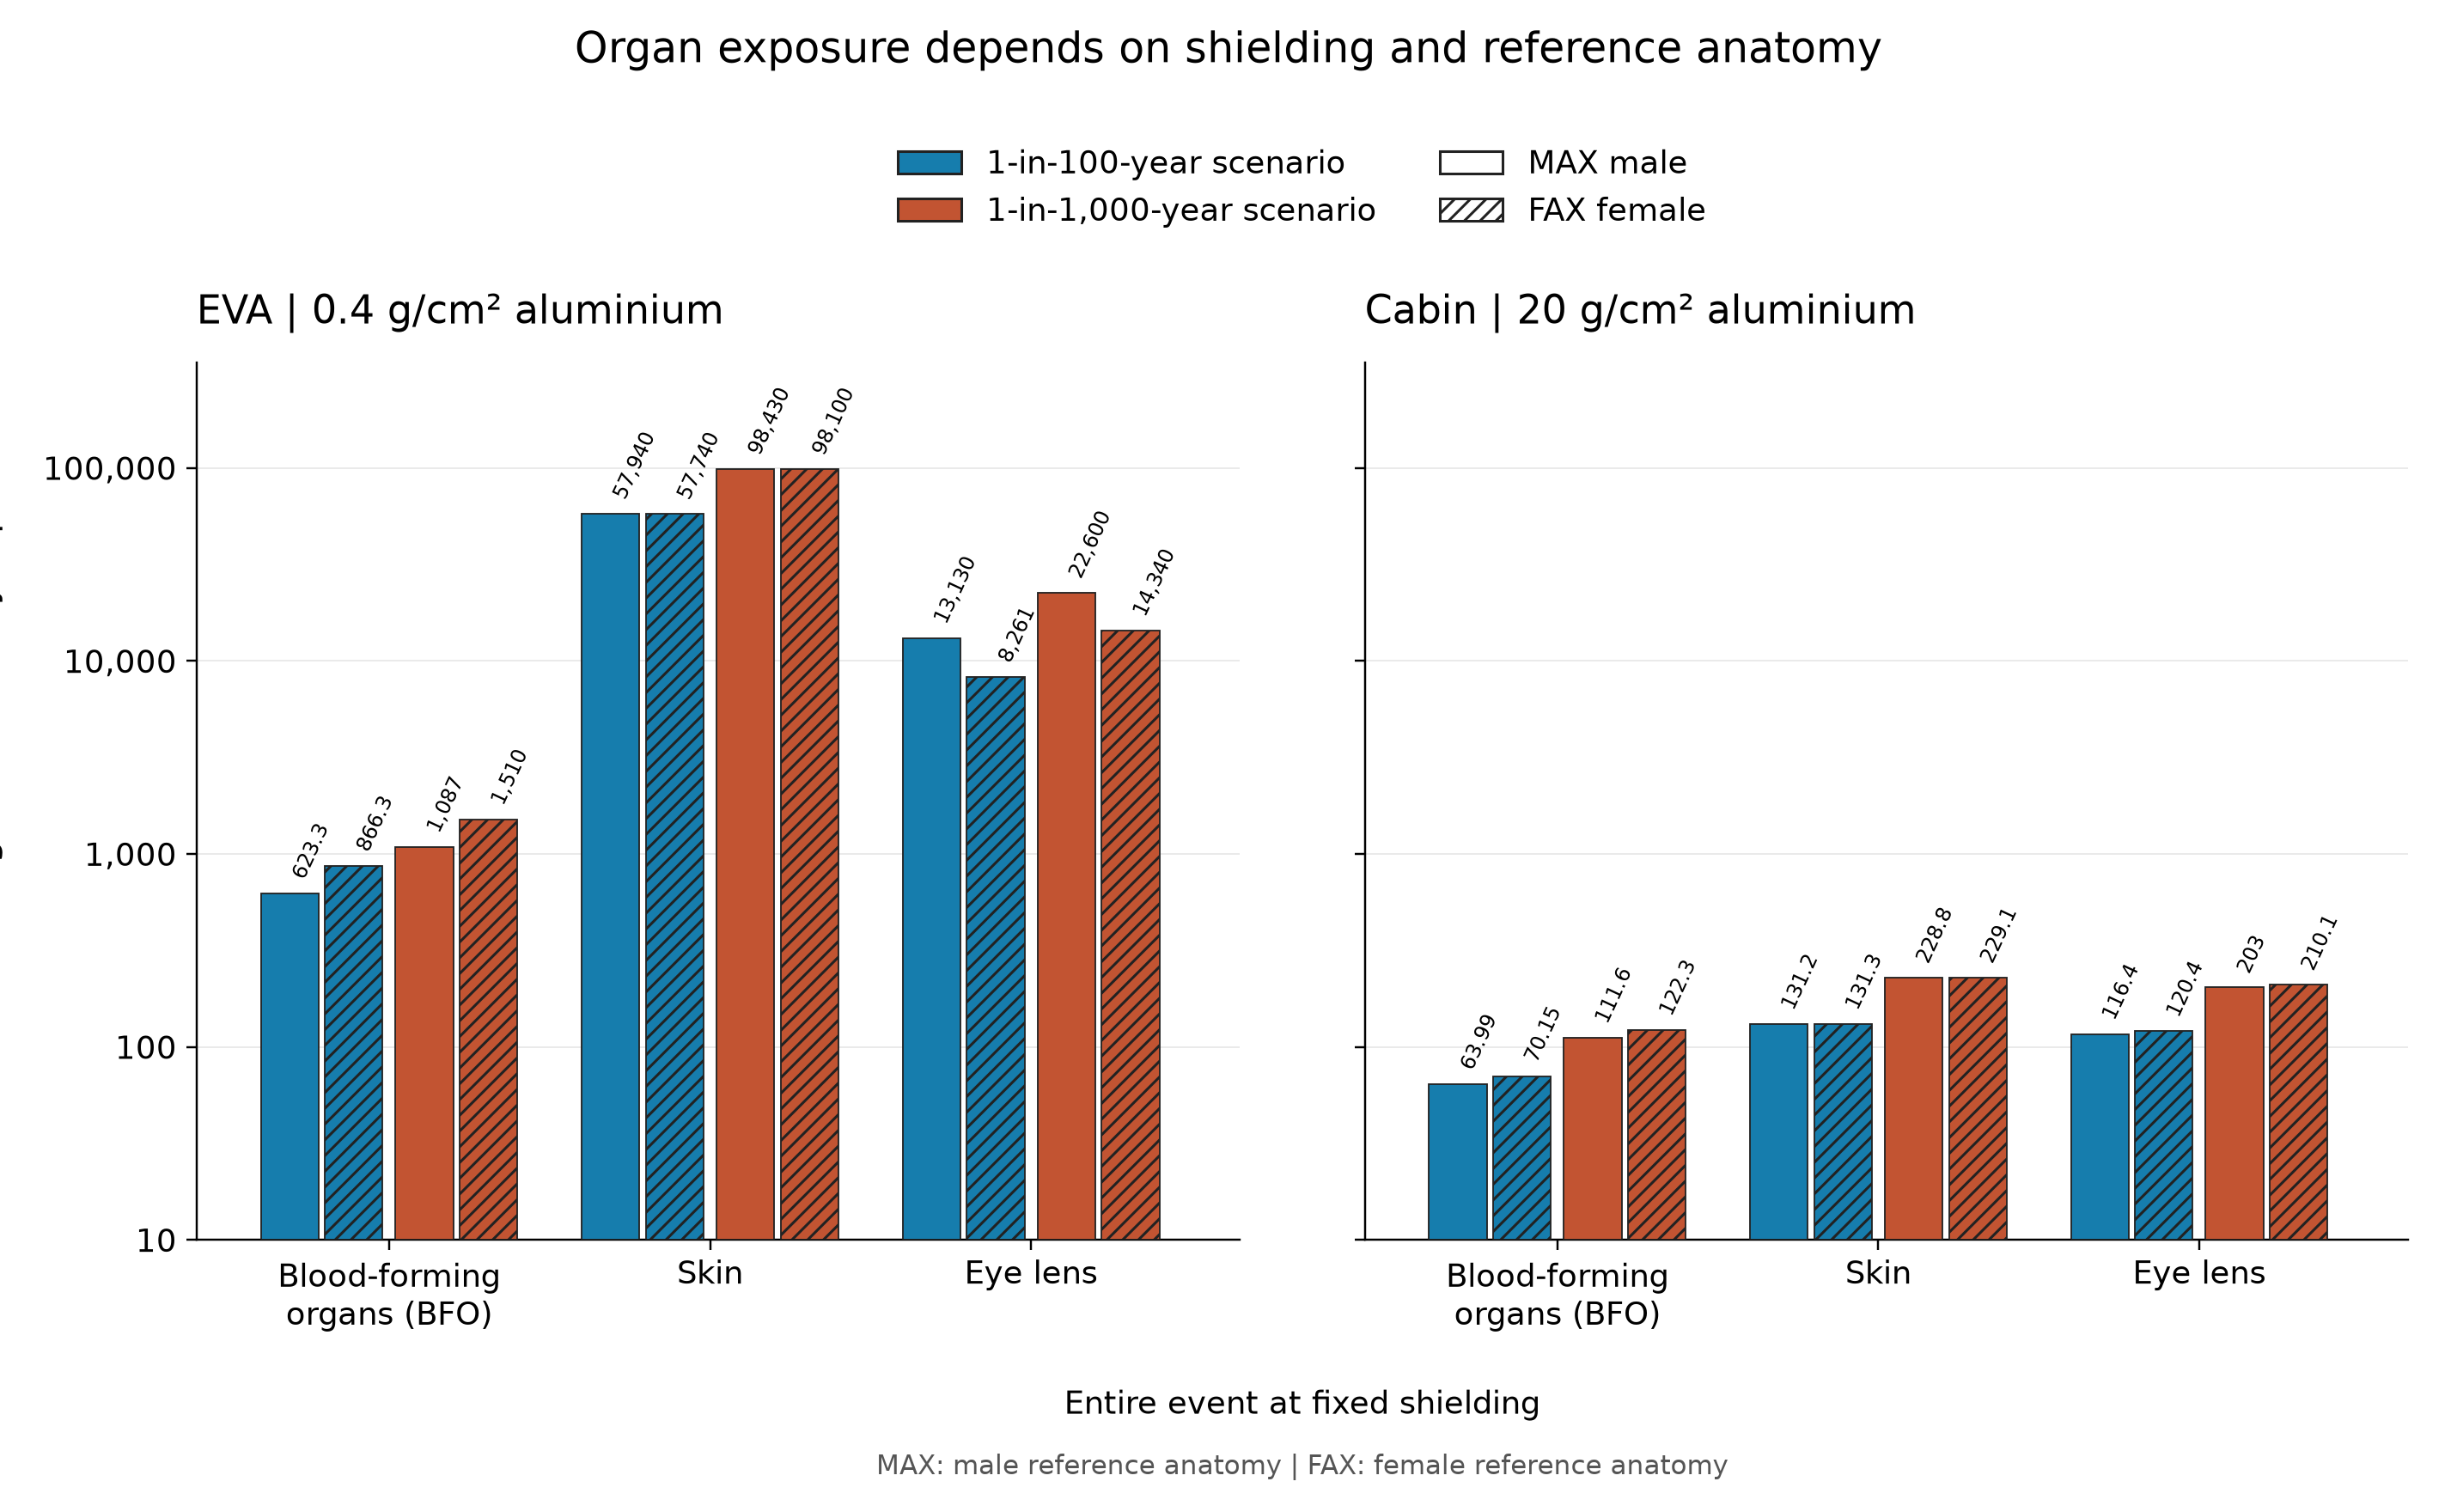 Organ exposure depends on shielding and reference anatomy
1-in-100-year scenario
1-in-1,000-year scenario
MAX male
FAX female
EVA | 0.4 g/cm² aluminium
100,000
10,000
1,000
100
10
623.3
866.3
1,087
1,510
57,940
57,740
98,430
98,100
13,130
8,261
22,600
14,340
Blood-forming
organs (BFO)
Skin
Eye lens
Cabin | 20 g/cm² aluminium
63.99
70.15
111.6
122.3
131.2
131.3
228.8
229.1
116.4
120.4
203
210.1
Blood-forming
organs (BFO)
Skin
Eye lens
Entire event at fixed shielding
MAX: male reference anatomy | FAX: female reference anatomy